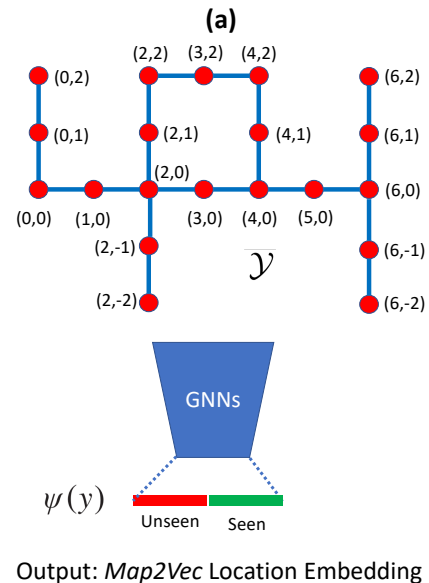 (a)
(2,2) (3,2) (4,2)
(0,2) (6,2)
(0,1) (2,1) (4,1) (6,1)
(2,0) (6,0)
(0,0) (1,0) (3,0) (4,0) (5,0)
(2,-1) (6,-1)
𝒴
(2,-2) (6,-2)
GNNs
ψ(y)
Unseen Seen
Output: Map2Vec Location Embedding